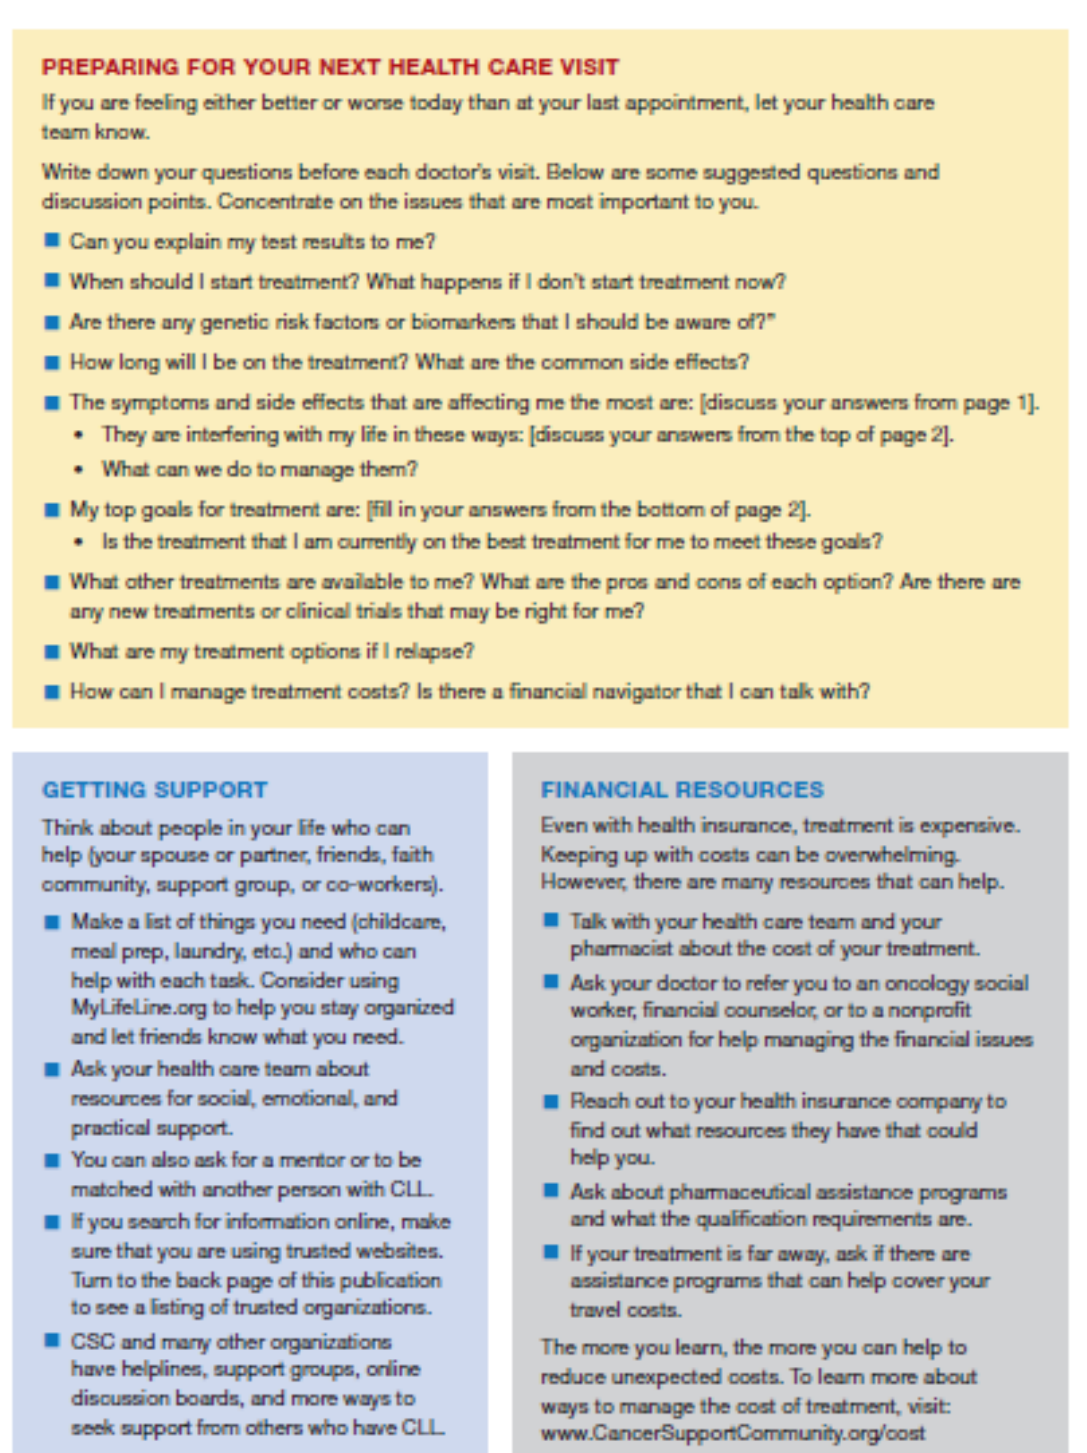 PREPARING FOR YOUR NEXT HEALTH CARE VISIT
If you are feeling either better or worse today than at your last appointment, let your health care
team know.
Write down your questions before each doctor's visit. Below are some suggested questions and
discussion points. Concentrate on the issues that are most important to you.
■ Can you explain my test results to me?
■ When should I start treatment? What happens if I don't start treatment now?
■ Are there any genetic risk factors or biomarkers that I should be aware of?"
■ How long will I be on the treatment? What are the common side effects?
■ The symptoms and side effects that are affecting me the most are: [discuss your answers from page 1].
• They are interfering with my life in these ways: [discuss your answers from the top of page 2].
• What can we do to manage them?
■ My top goals for treatment are: [fill in your answers from the bottom of page 2].
• Is the treatment that I am currently on the best treatment for me to meet these goals?
■ What other treatments are available to me? What are the pros and cons of each option? Are there are
any new treatments or clinical trials that may be right for me?
■ What are my treatment options if I relapse?
■ How can I manage treatment costs? Is there a financial navigator that I can talk with?
GETTING SUPPORT
Think about people in your life who can
help (your spouse or partner, friends, faith
community, support group, or co-workers).
■ Make a list of things you need (childcare,
meal prep, laundry, etc.) and who can
help with each task. Consider using
MyLifeLine.org to help you stay organized
and let friends know what you need.
■ Ask your health care team about
resources for social, emotional, and
practical support.
■ You can also ask for a mentor or to be
matched with another person with CLL.
■ If you search for information online, make
sure that you are using trusted websites.
Turn to the back page of this publication
to see a listing of trusted organizations.
■ CSC and many other organizations
have helplines, support groups, online
discussion boards, and more ways to
seek support from others who have CLL.
FINANCIAL RESOURCES
Even with health insurance, treatment is expensive.
Keeping up with costs can be overwhelming.
However, there are many resources that can help.
■ Talk with your health care team and your
pharmacist about the cost of your treatment.
■ Ask your doctor to refer you to an oncology social
worker, financial counselor, or to a nonprofit
organization for help managing the financial issues
and costs.
■ Reach out to your health insurance company to
find out what resources they have that could
help you.
■ Ask about pharmaceutical assistance programs
and what the qualification requirements are.
■ If your treatment is far away, ask if there are
assistance programs that can help cover your
travel costs.
The more you learn, the more you can help to
reduce unexpected costs. To learn more about
ways to manage the cost of treatment, visit:
www.CancerSupportCommunity.org/cost